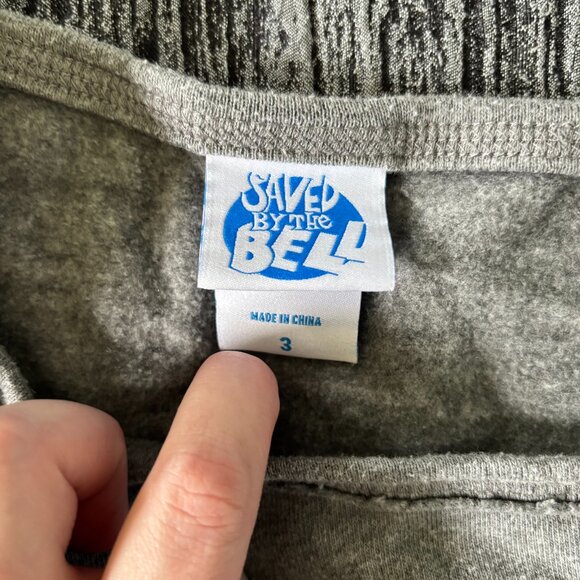 SAVED
BY THE
BELL
MADE IN CHINA
3